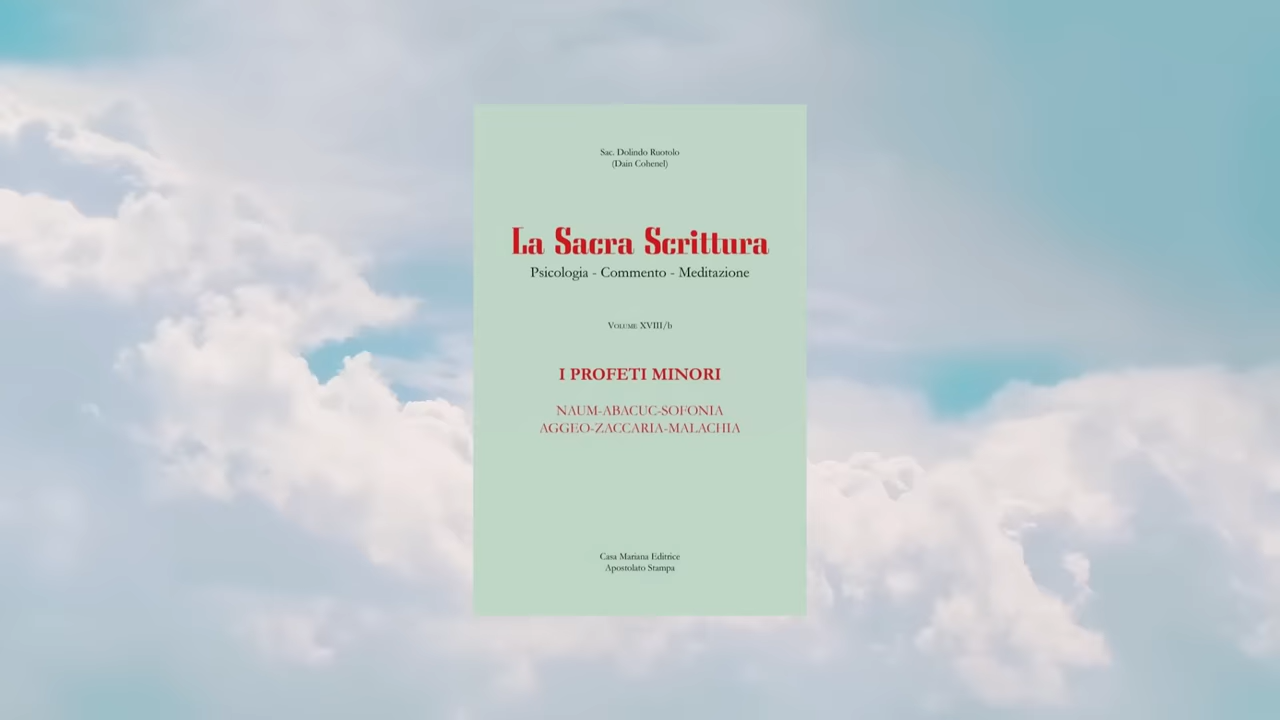 Sac. Dolindo Ruotolo
(Dain Cohenel)
La Sacra Scrittura
Psicologia - Commento - Meditazione
Volume XVIII/b
I PROFETI MINORI
NAUM-ABACUC-SOFONIA
AGGEO-ZACCARIA-MALACHIA
Casa Mariana Editrice
Apostolato Stampa